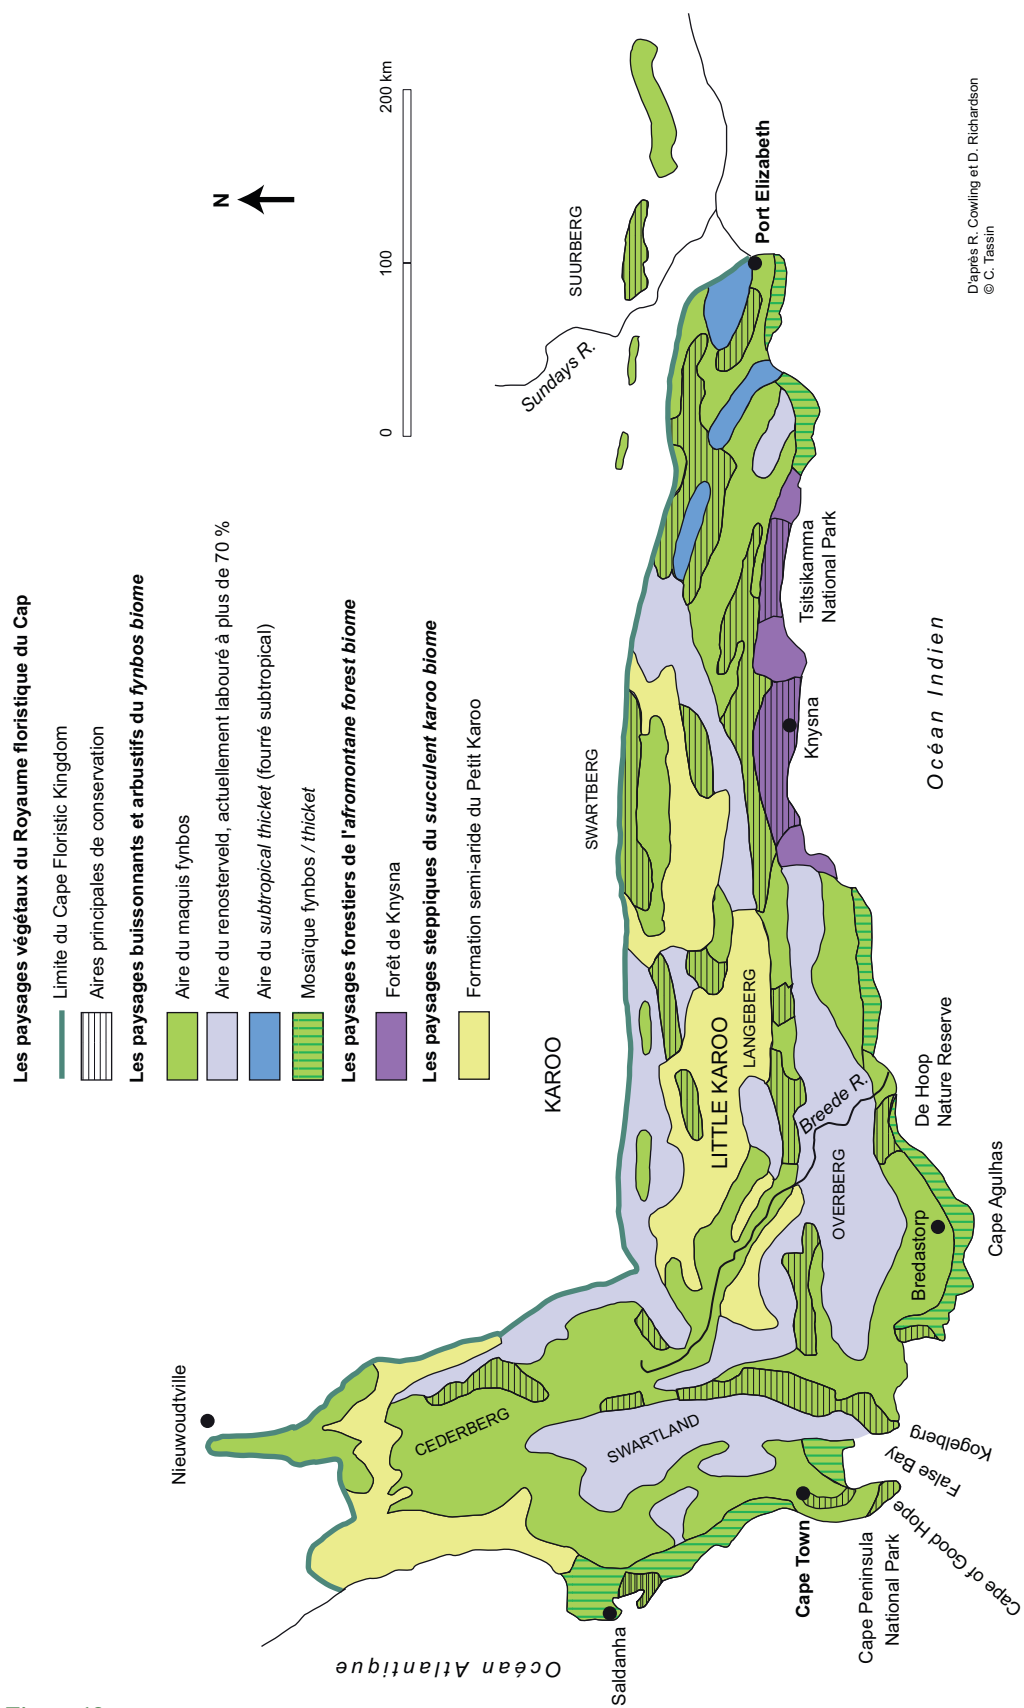 Les paysages végétaux du Royaume floristique du Cap
Limite du Cape Floristic Kingdom
Aires principales de conservation
Les paysages buissonnants et arbustifs du fynbos biome
Aire du maquis fynbos
Aire du renosterveld, actuellement labouré à plus de 70 %
Aire du subtropical thicket (fourré subtropical)
Mosaïque fynbos / thicket
Les paysages forestiers de l'afromontane forest biome
Forêt de Knysna
Les paysages steppiques du succulent karoo biome
Formation semi-aride du Petit Karoo
N
0
100
200 km
Nieuwoudtville
KAROO
SWARTBERG
SUURBERG
Sundays R.
CEDERBERG
SWARTLAND
LITTLE KAROO
LANGEBERG
Breede R.
OVERBERG
Port Elizabeth
Océan Atlantique
Saldanha
Cape Town
Cape Peninsula
National Park
Cape of Good Hope
False Bay
Kogelberg
Bredastorp
Cape Agulhas
De Hoop
Nature Reserve
Knysna
Tsitsikamma
National Park
Océan Indien
D'après R. Cowling et D. Richardson
© C. Tassin